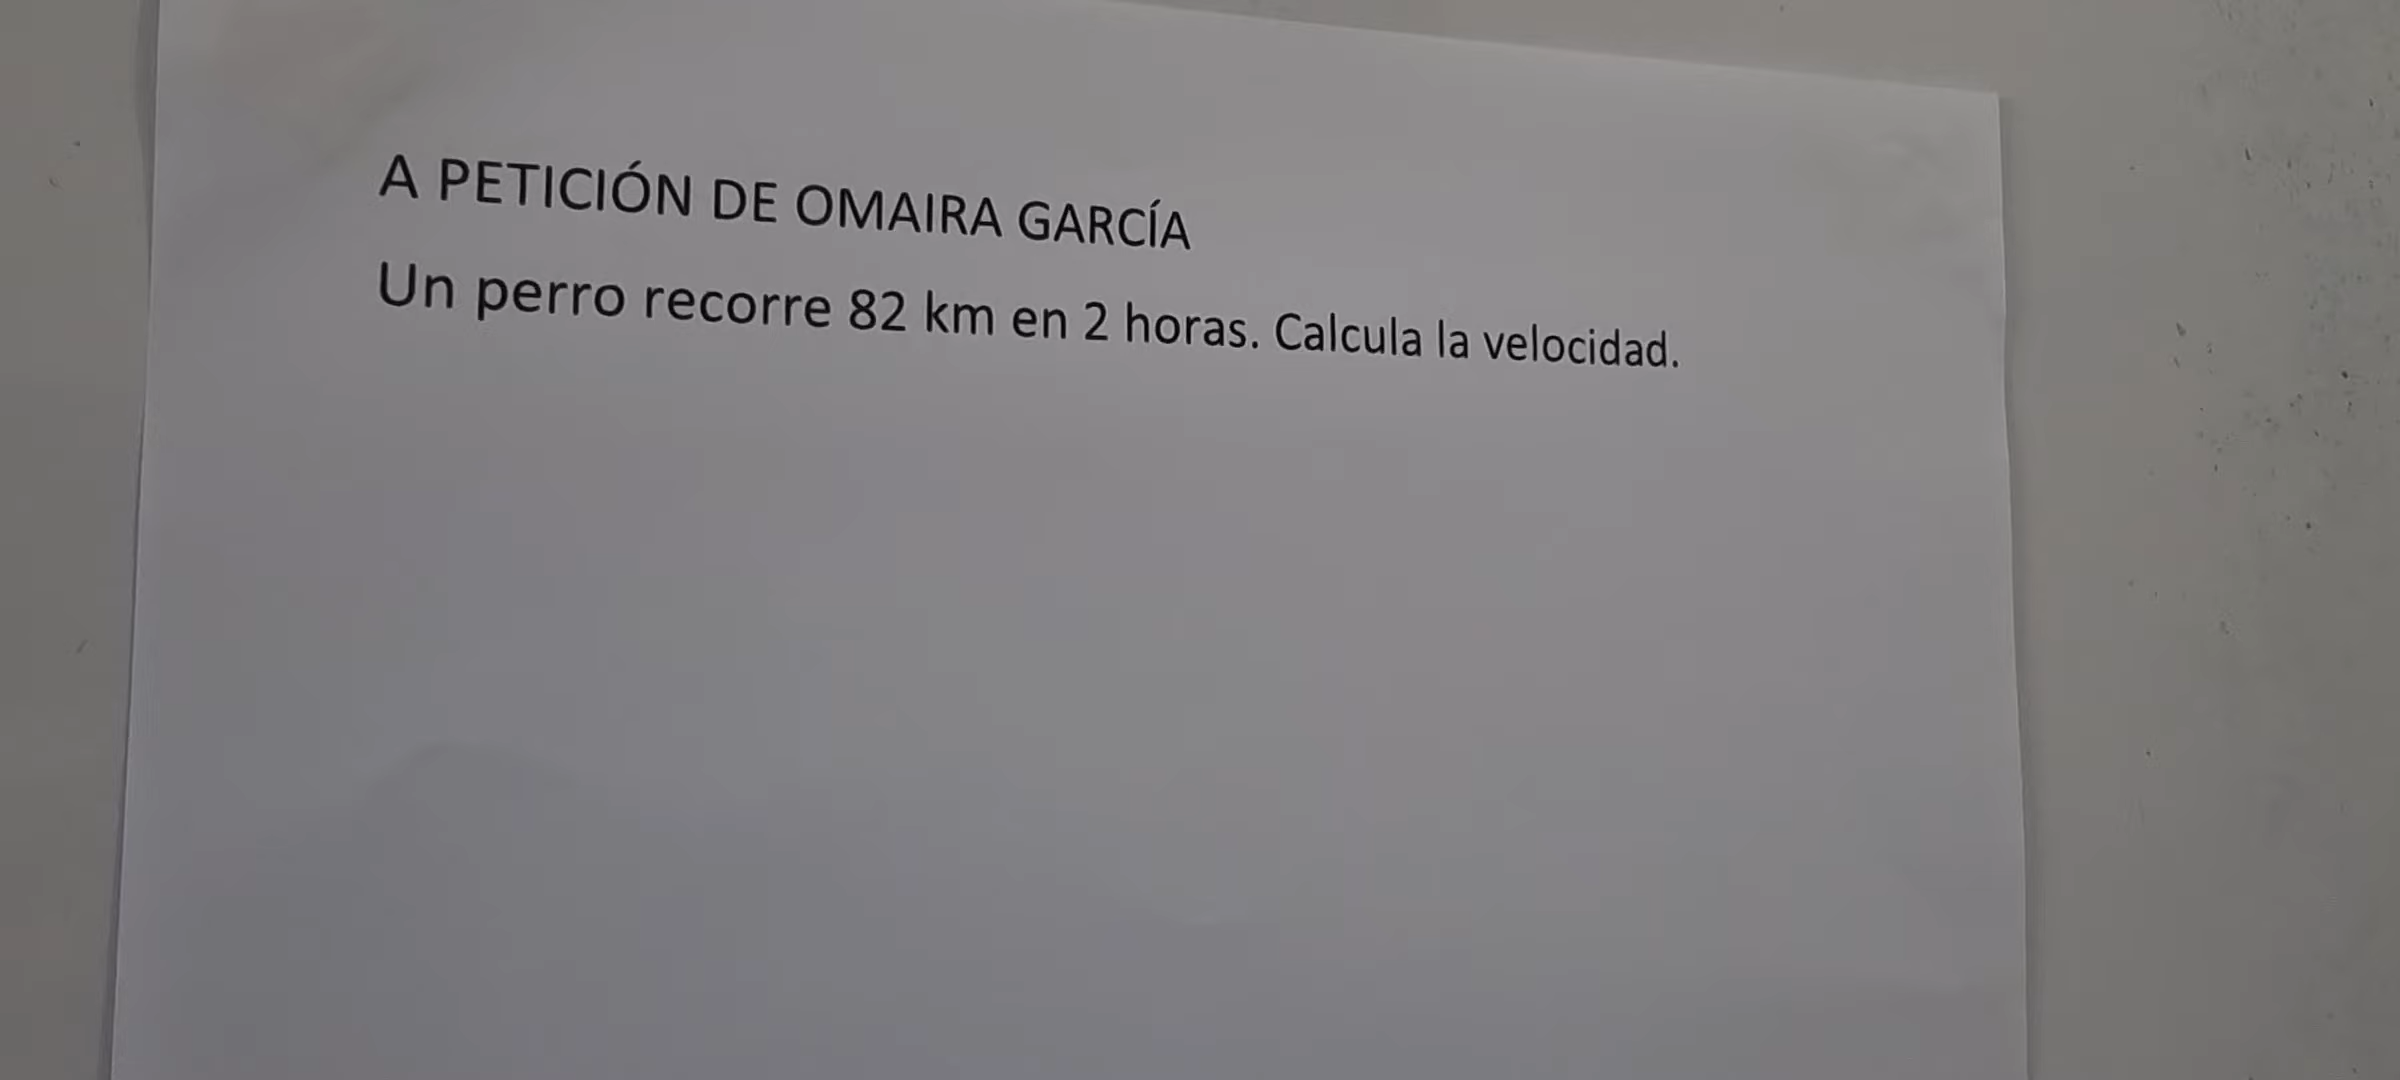 A PETICIÓN DE OMAIRA GARCÍA
Un perro recorre 82 km en 2 horas. Calcula la velocidad.